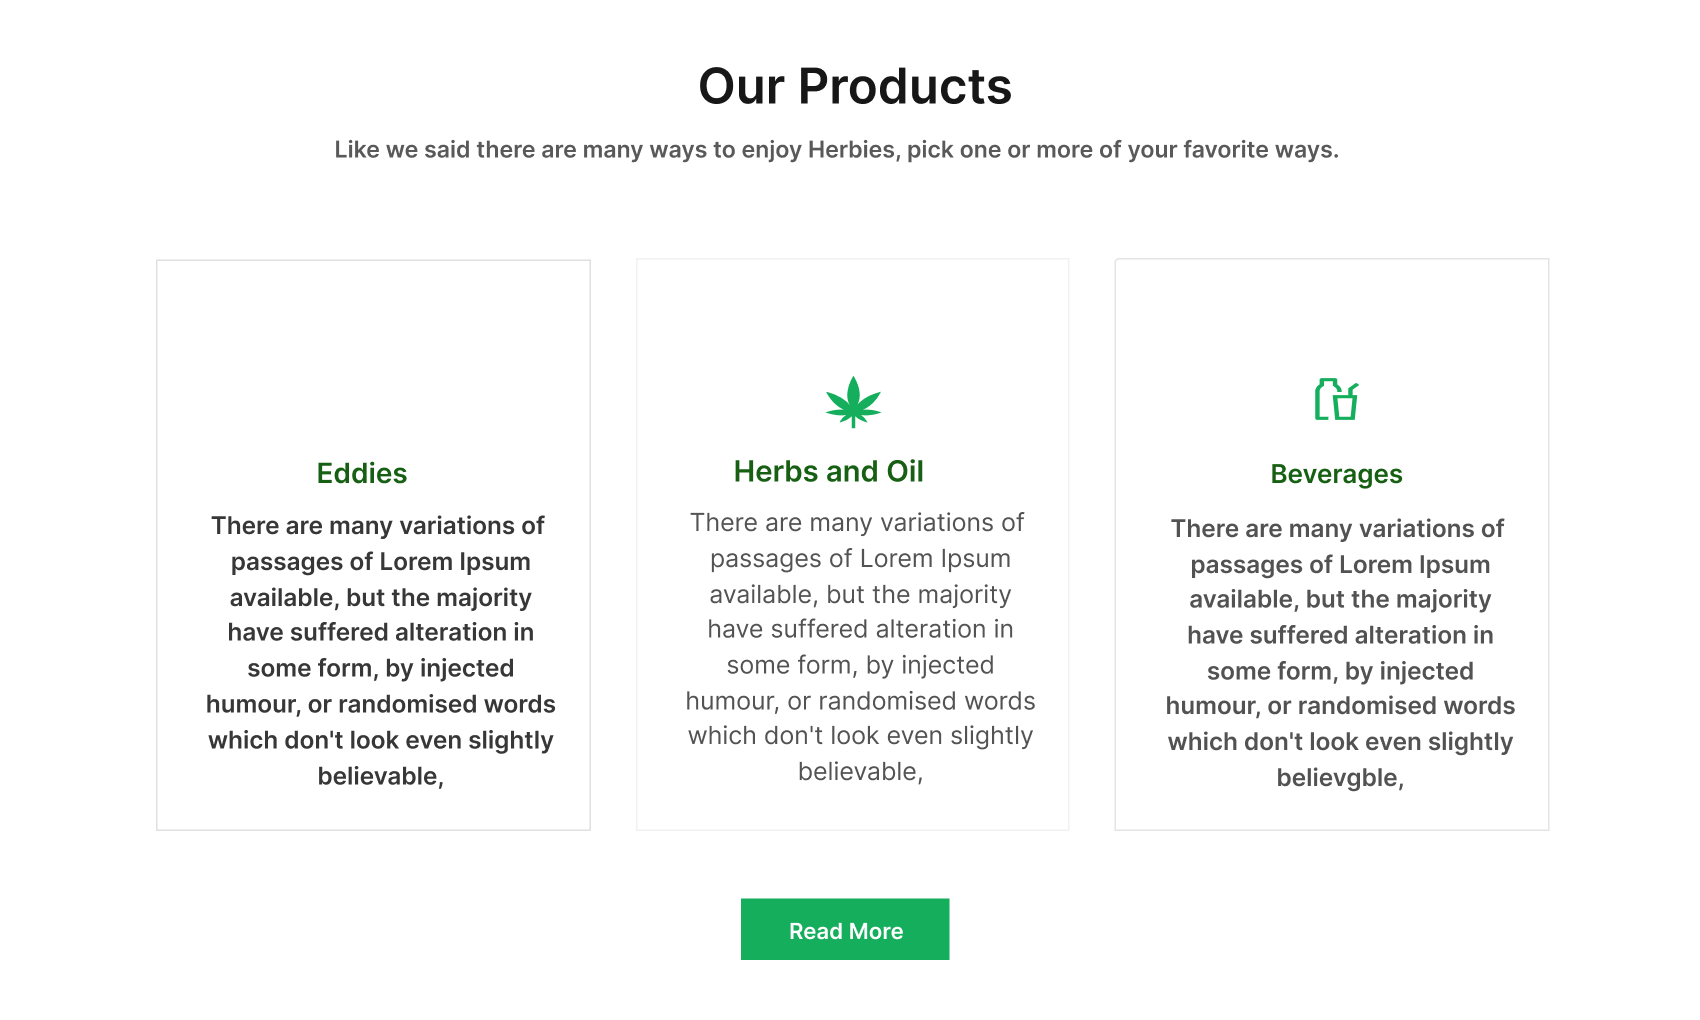 Our Products
Like we said there are many ways to enjoy Herbies, pick one or more of your favorite ways.
Eddies
There are many variations of
passages of Lorem Ipsum
available, but the majority
have suffered alteration in
some form, by injected
humour, or randomised words
which don't look even slightly
believable,
Herbs and Oil
There are many variations of
passages of Lorem Ipsum
available, but the majority
have suffered alteration in
some form, by injected
humour, or randomised words
which don't look even slightly
believable,
Beverages
There are many variations of
passages of Lorem Ipsum
available, but the majority
have suffered alteration in
some form, by injected
humour, or randomised words
which don't look even slightly
believgble,
Read More